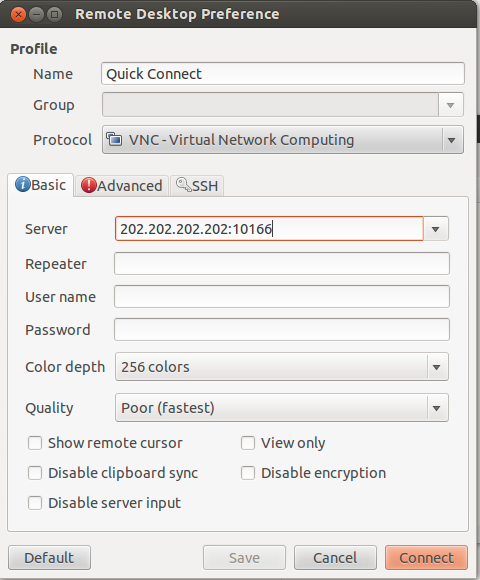 Remote Desktop Preference
Profile
Name Quick Connect
Group
Protocol VNC - Virtual Network Computing
Basic Advanced SSH
Server 202.202.202.202:10166
Repeater
User name
Password
Color depth 256 colors
Quality Poor (fastest)
Show remote cursor View only
Disable clipboard sync Disable encryption
Disable server input
Default Save Cancel Connect